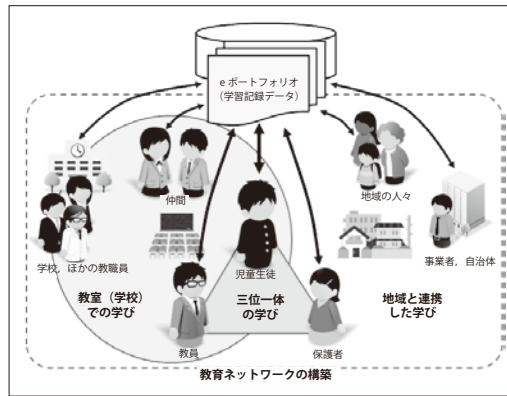 e ポートフォリオ
（学習記録データ）
仲間
地域の人々
学校，ほかの教職員
児童生徒
事業者，自治体
教室（学校）
での学び
三位一体
の学び
地域と連携
した学び
教員
保護者
教育ネットワークの構築